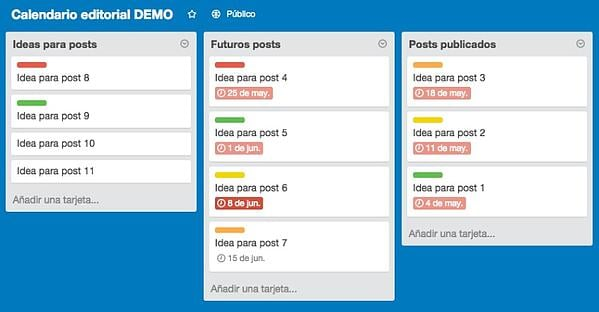 Calendario editorial DEMO Público
Ideas para posts
Idea para post 8
Idea para post 9
Idea para post 10
Idea para post 11
Añadir una tarjeta...
Futuros posts
Idea para post 4
25 de may.
Idea para post 5
1 de jun.
Idea para post 6
8 de jun.
Idea para post 7
15 de jun.
Añadir una tarjeta...
Posts publicados
Idea para post 3
18 de may.
Idea para post 2
11 de may.
Idea para post 1
4 de may.
Añadir una tarjeta...